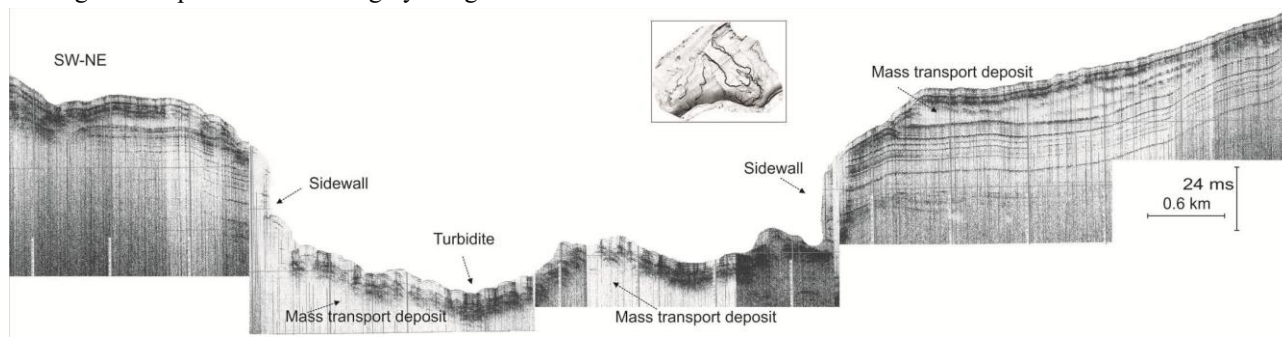 SW-NE
Mass transport deposit
Sidewall
Sidewall
24 ms
0.6 km
Turbidite
Mass transport deposit
Mass transport deposit